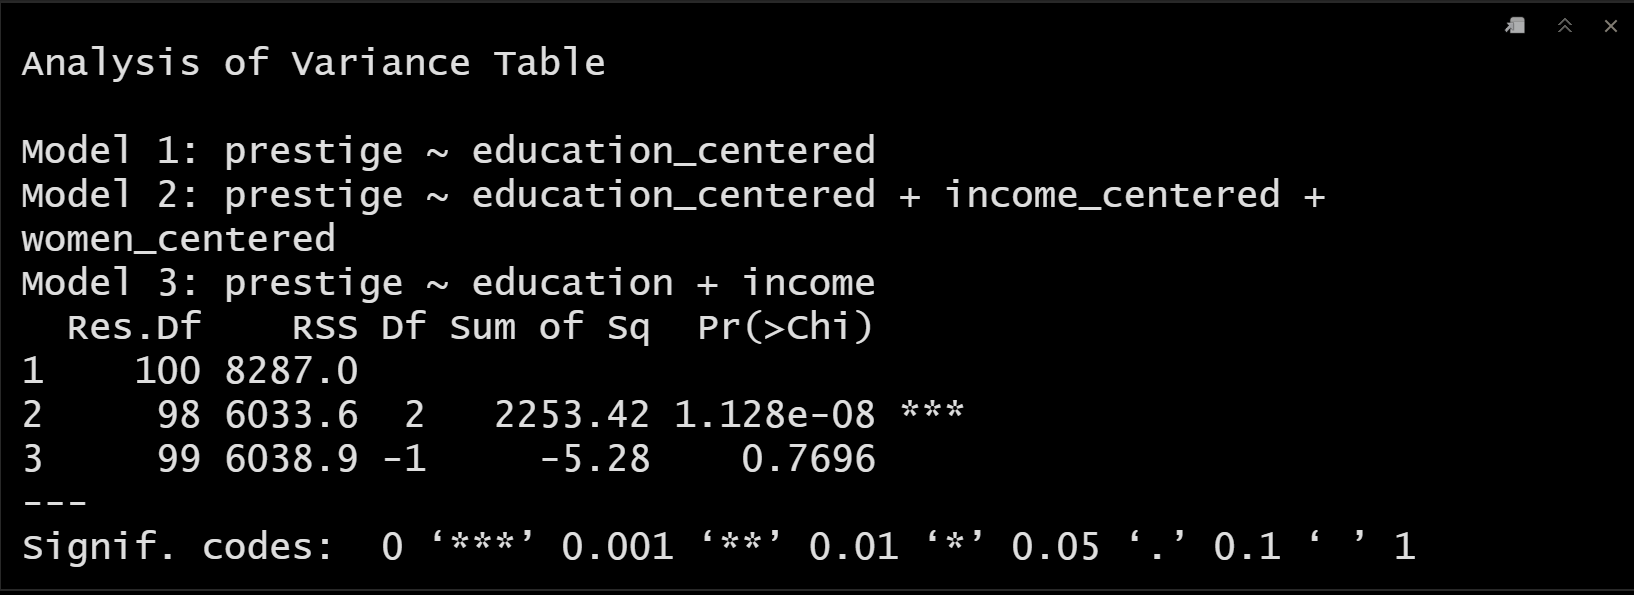 Analysis of Variance Table

Model 1: prestige ~ education_centered
Model 2: prestige ~ education_centered + income_centered +
women_centered
Model 3: prestige ~ education + income
  Res.Df    RSS Df Sum of Sq  Pr(>Chi)
1    100 8287.0
2     98 6033.6  2   2253.42 1.128e-08 ***
3     99 6038.9 -1     -5.28    0.7696
---
Signif. codes:  0 ‘***’ 0.001 ‘**’ 0.01 ‘*’ 0.05 ‘.’ 0.1 ‘ ’ 1